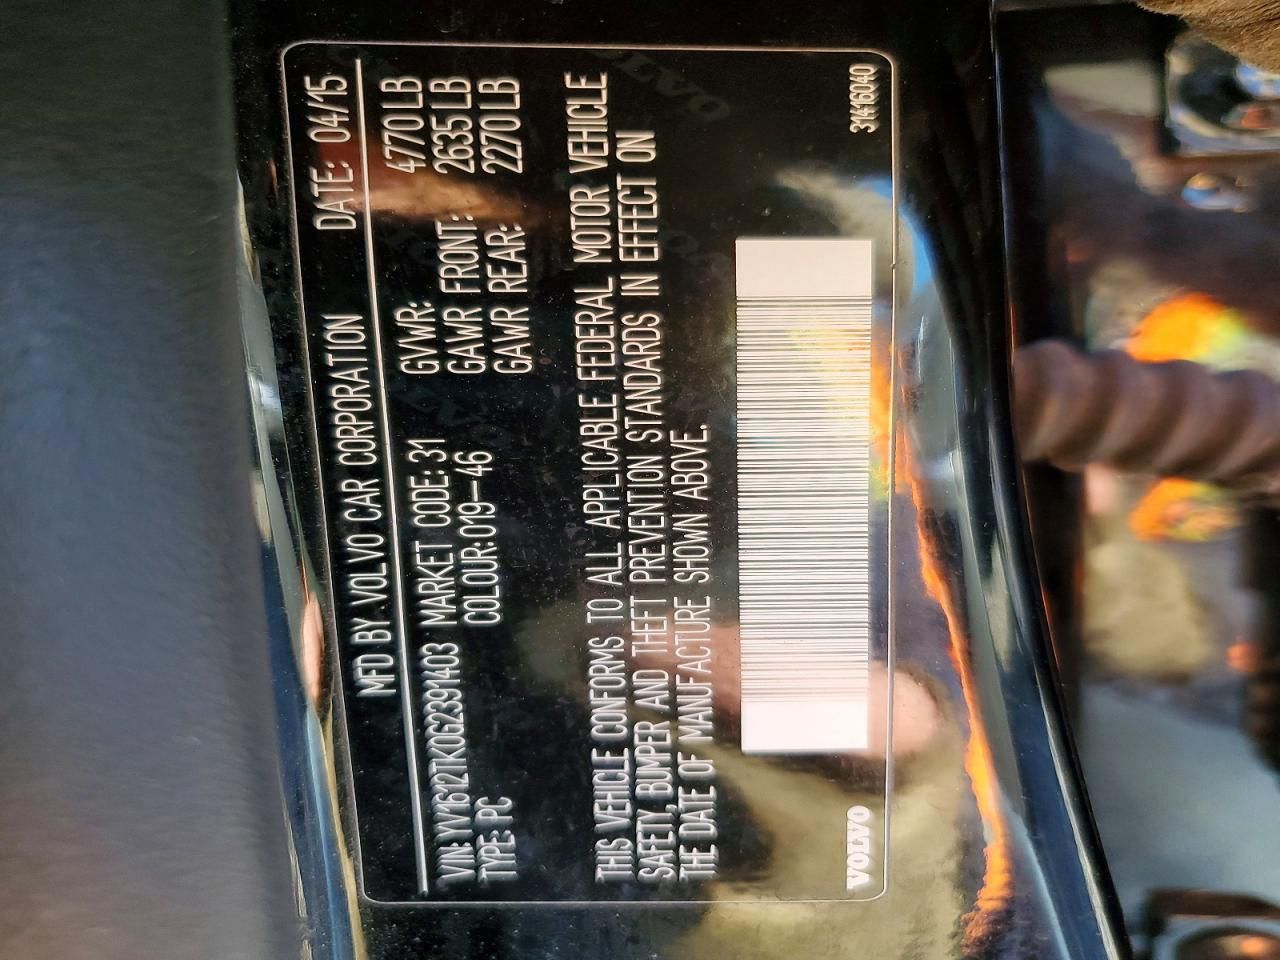 MFD BY VOLVO CAR CORPORATION DATE: 04/15
VIN: YV1612TK0G2391403 MARKET CODE: 31 GVWR: 4770LB
TYPE: PC COLOUR:019-46 GAWR FRONT: 2635LB
GAWR REAR: 2270LB
THIS VEHICLE CONFORMS TO ALL APPLICABLE FEDERAL MOTOR VEHICLE
SAFETY, BUMPER AND THEFT PREVENTION STANDARDS IN EFFECT ON
THE DATE OF MANUFACTURE SHOWN ABOVE.
VOLVO 31416040